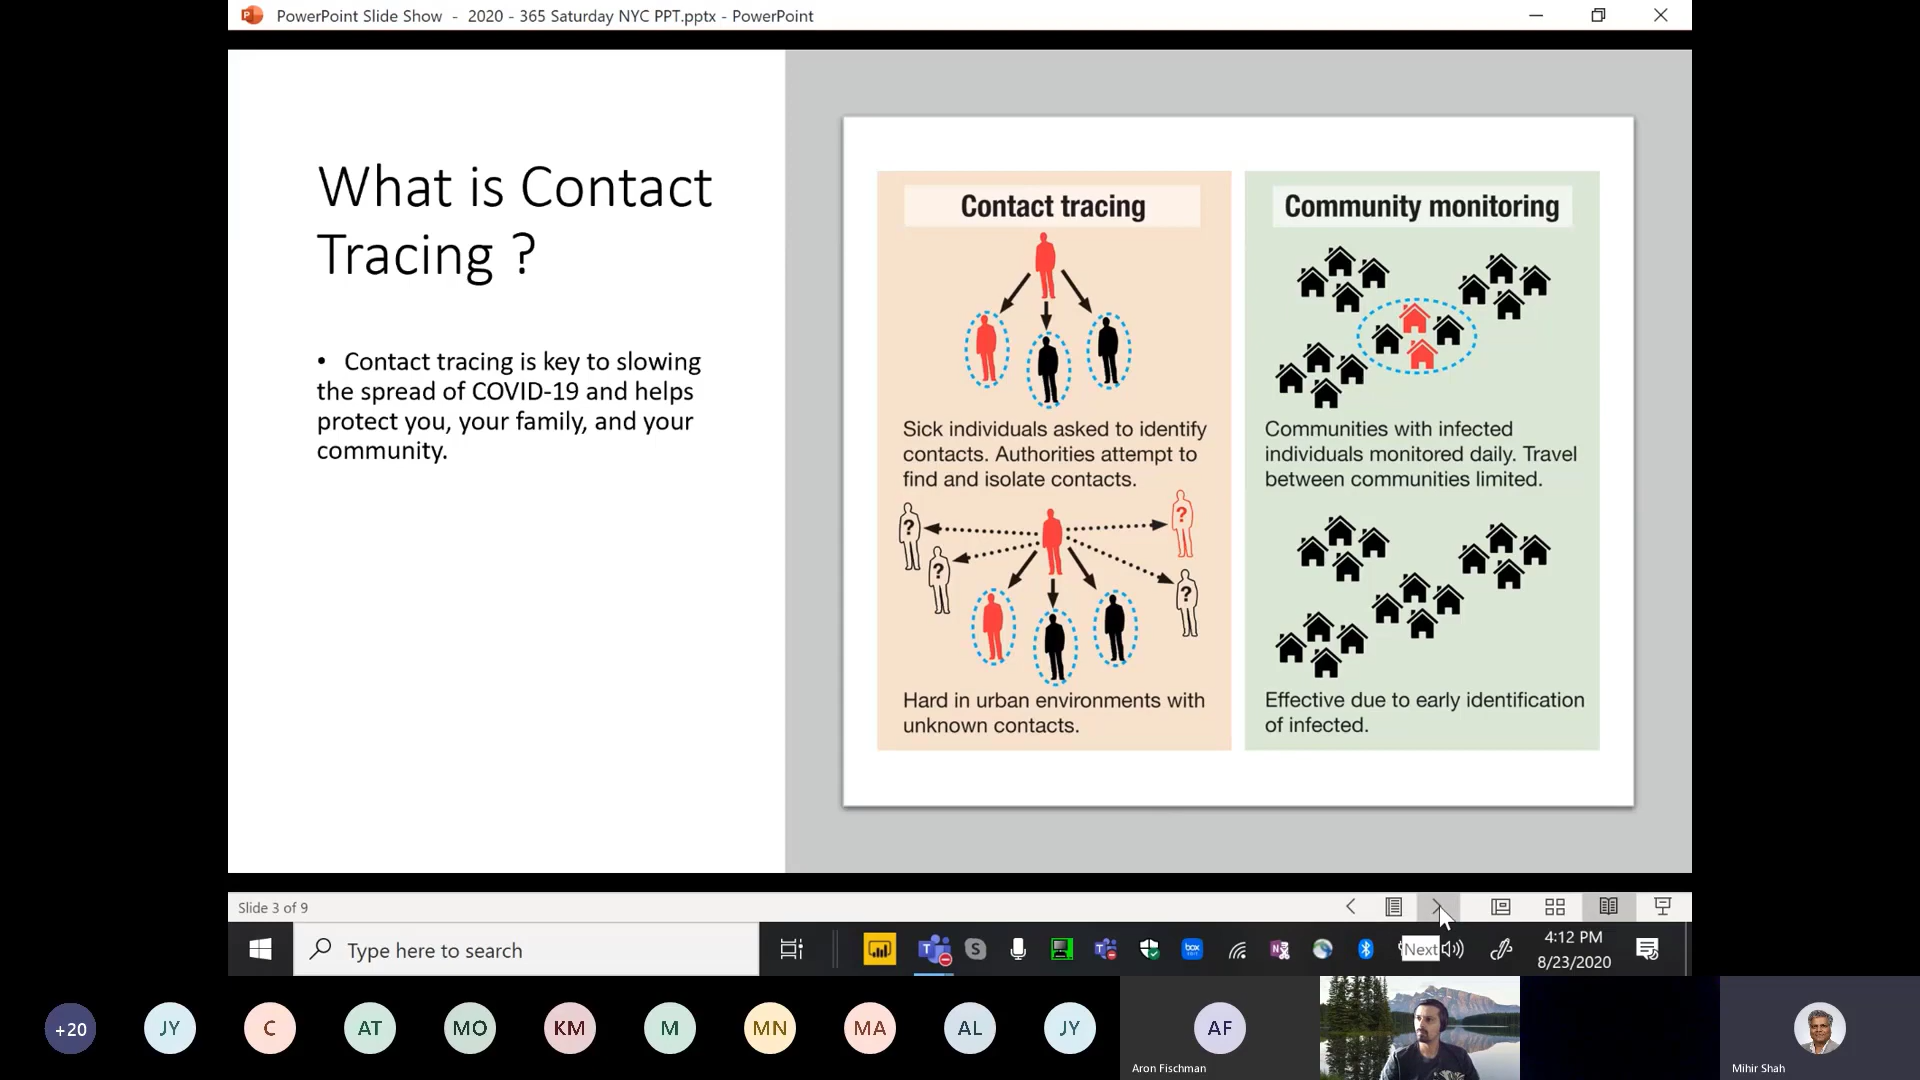 PowerPoint Slide Show - 2020 - 365 Saturday NYC PPT.pptx - PowerPoint
What is Contact
Tracing ?
• Contact tracing is key to slowing
the spread of COVID-19 and helps
protect you, your family, and your
community.
Contact tracing
Sick individuals asked to identify
contacts. Authorities attempt to
find and isolate contacts.
?
?
?
?
Hard in urban environments with
unknown contacts.
Community monitoring
Communities with infected
individuals monitored daily. Travel
between communities limited.
Effective due to early identification
of infected.
Slide 3 of 9
Type here to search
Next
4:12 PM
8/23/2020
+20
JY
C
AT
MO
KM
M
MN
MA
AL
JY
AF
Aron Fischman
Mihir Shah